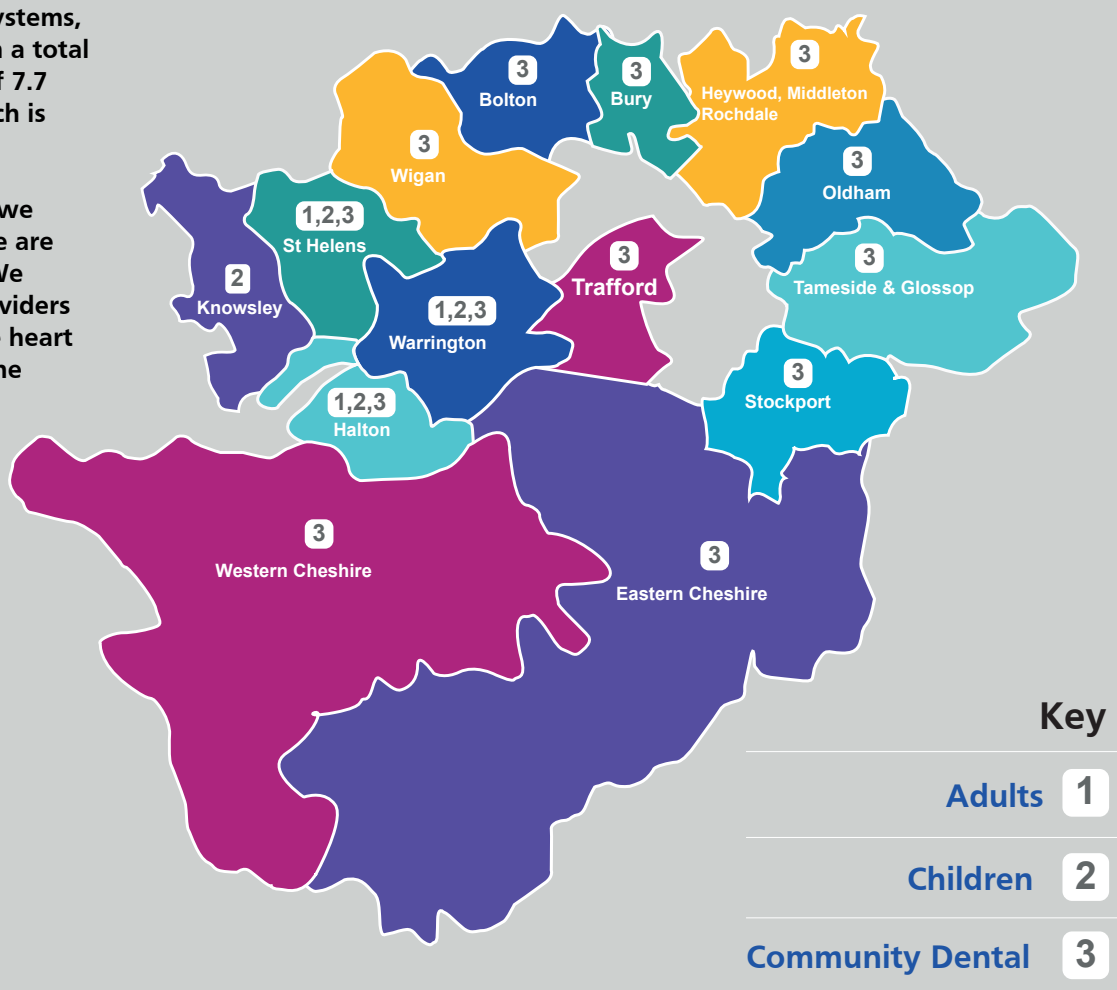 ystems,
a total
7.7
is
we
are
We
viders
heart
3
Bolton
3
Bury
3
Heywood, Middleton
Rochdale
3
Wigan
3
Oldham
1,2,3
St Helens
2
Knowsley
3
Trafford
3
Tameside & Glossop
1,2,3
Warrington
3
Stockport
1,2,3
Halton
3
Western Cheshire
3
Eastern Cheshire
Key
Adults 1
Children 2
Community Dental 3